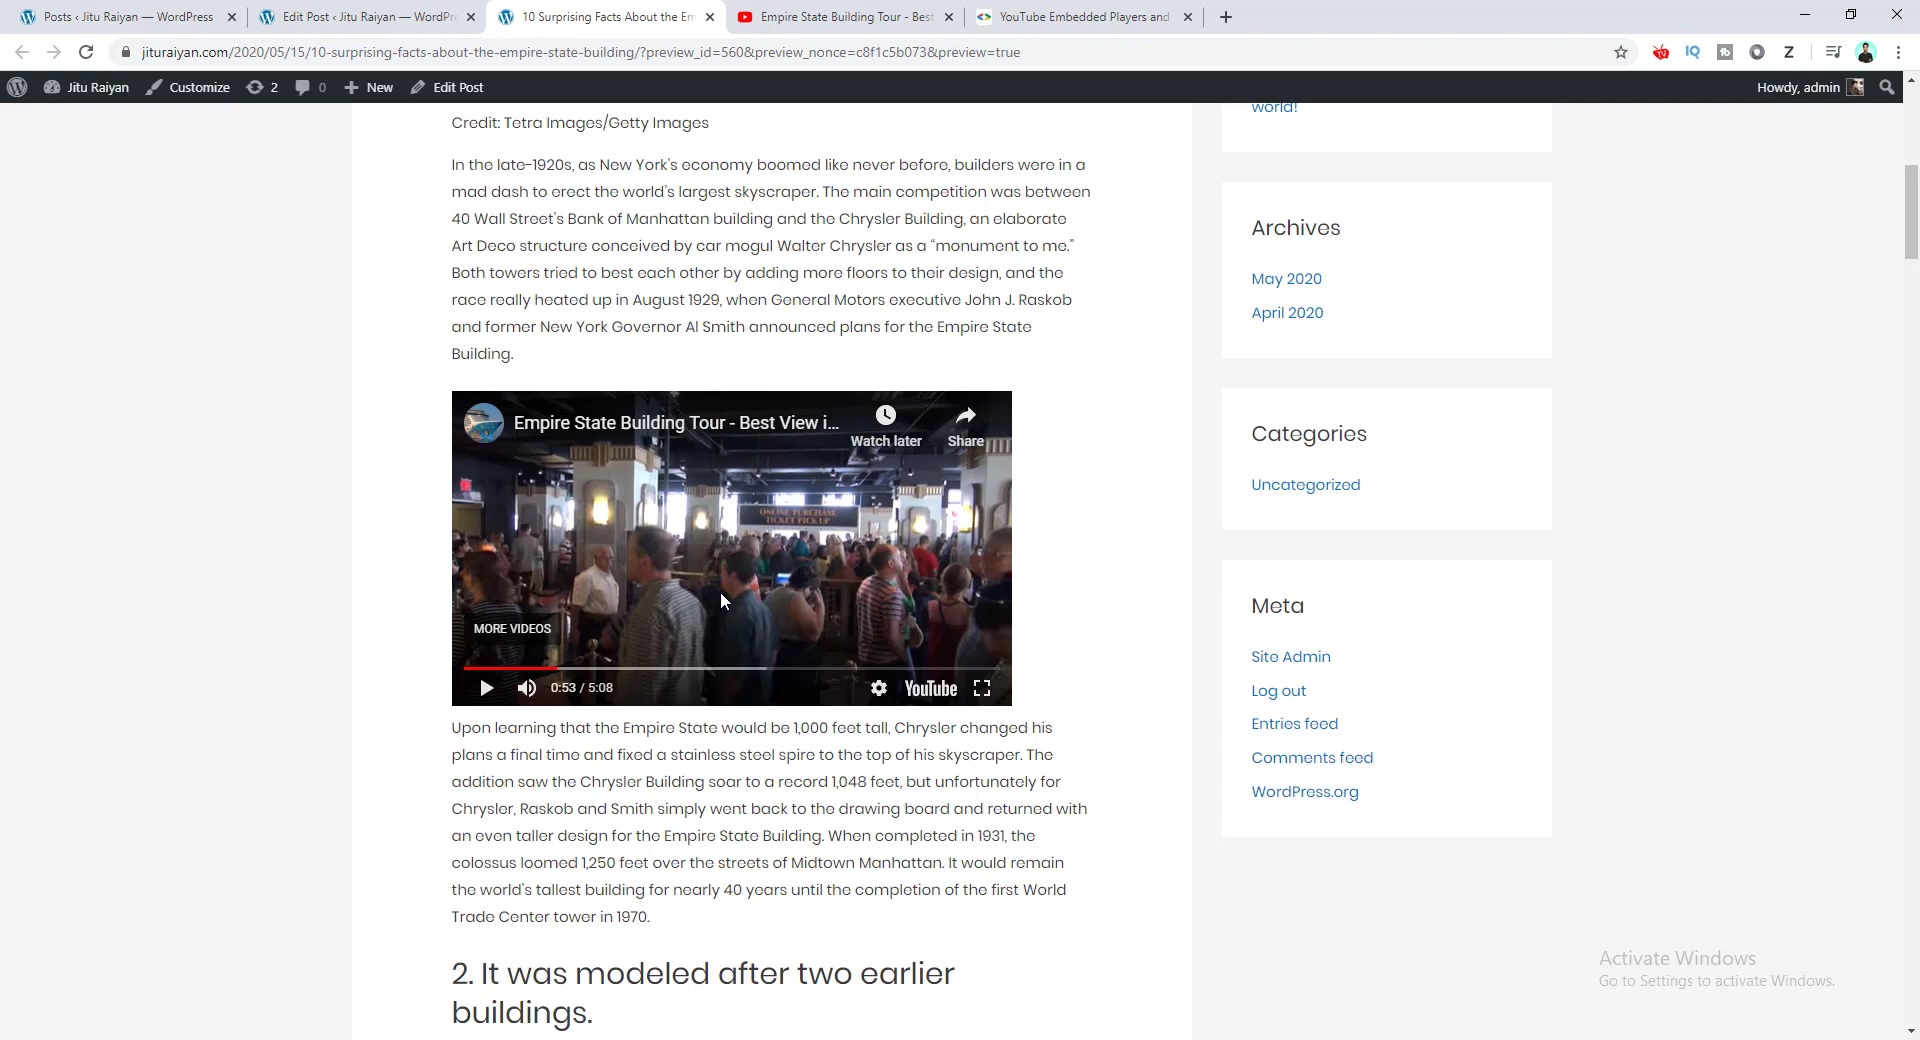 Posts ‹ Jitu Raiyan — WordPress
Edit Post ‹ Jitu Raiyan — WordPr
10 Surprising Facts About the Em
Empire State Building Tour - Best
YouTube Embedded Players and
jituraiyan.com/2020/05/15/10-surprising-facts-about-the-empire-state-building/?preview_id=560&preview_nonce=c8f1c5b073&preview=true
Jitu Raiyan
Customize
2
0
New
Edit Post
Howdy, admin
world!
Credit: Tetra Images/Getty Images
In the late-1920s, as New York's economy boomed like never before, builders were in a
mad dash to erect the world's largest skyscraper. The main competition was between
40 Wall Street's Bank of Manhattan building and the Chrysler Building, an elaborate
Art Deco structure conceived by car mogul Walter Chrysler as a “monument to me.”
Both towers tried to best each other by adding more floors to their design, and the
race really heated up in August 1929, when General Motors executive John J. Raskob
and former New York Governor Al Smith announced plans for the Empire State
Building.
Empire State Building Tour - Best View i...
Watch later
Share
ONLINE PURCHASE
TICKET PICK UP
MORE VIDEOS
0:53 / 5:08
YouTube
Upon learning that the Empire State would be 1,000 feet tall, Chrysler changed his
plans a final time and fixed a stainless steel spire to the top of his skyscraper. The
addition saw the Chrysler Building soar to a record 1,048 feet, but unfortunately for
Chrysler, Raskob and Smith simply went back to the drawing board and returned with
an even taller design for the Empire State Building. When completed in 1931, the
colossus loomed 1,250 feet over the streets of Midtown Manhattan. It would remain
the world's tallest building for nearly 40 years until the completion of the first World
Trade Center tower in 1970.
2. It was modeled after two earlier
buildings.
Archives
May 2020
April 2020
Categories
Uncategorized
Meta
Site Admin
Log out
Entries feed
Comments feed
WordPress.org
Activate Windows
Go to Settings to activate Windows.